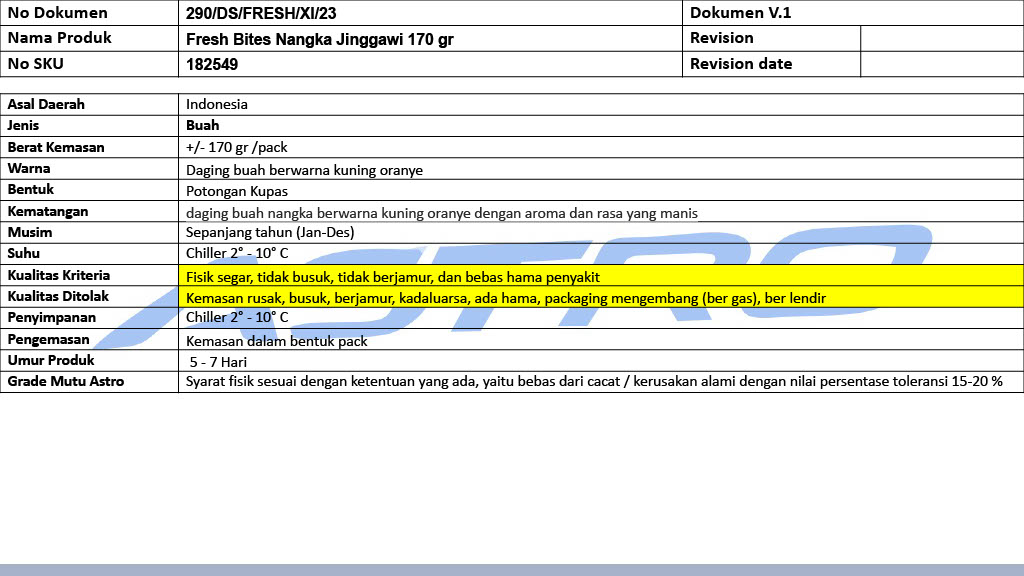 No Dokumen 290/DS/FRESH/XI/23 Dokumen V.1
Nama Produk Fresh Bites Nangka Jinggawi 170 gr Revision
No SKU 182549 Revision date
Asal Daerah Indonesia
Jenis Buah
Berat Kemasan +/- 170 gr /pack
Warna Daging buah berwarna kuning oranye
Bentuk Potongan Kupas
Kematangan daging buah nangka berwarna kuning oranye dengan aroma dan rasa yang manis
Musim Sepanjang tahun (Jan-Des)
Suhu Chiller 2° - 10° C
Kualitas Kriteria Fisik segar, tidak busuk, tidak berjamur, dan bebas hama penyakit
Kualitas Ditolak Kemasan rusak, busuk, berjamur, kadaluarsa, ada hama, packaging mengembang (ber gas), ber lendir
Penyimpanan Chiller 2° - 10° C
Pengemasan Kemasan dalam bentuk pack
Umur Produk 5 - 7 Hari
Grade Mutu Astro Syarat fisik sesuai dengan ketentuan yang ada, yaitu bebas dari cacat / kerusakan alami dengan nilai persentase toleransi 15-20 %
ASTRO